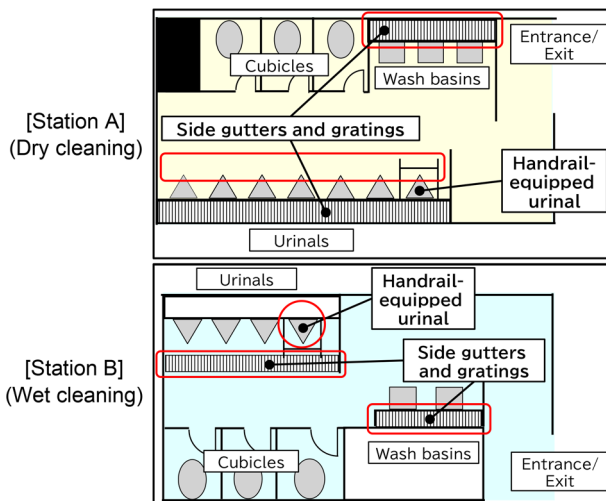 [Station A]
(Dry cleaning)
Cubicles
Wash basins
Entrance/
Exit
Side gutters and gratings
Handrail-
equipped
urinal
Urinals
[Station B]
(Wet cleaning)
Urinals
Handrail-
equipped
urinal
Side gutters
and gratings
Cubicles
Wash basins
Entrance/
Exit